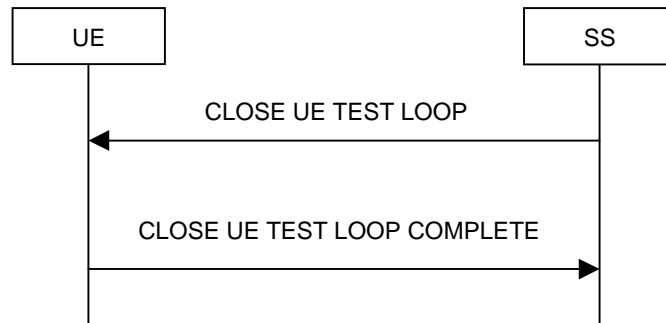 UE
SS
CLOSE UE TEST LOOP
CLOSE UE TEST LOOP COMPLETE